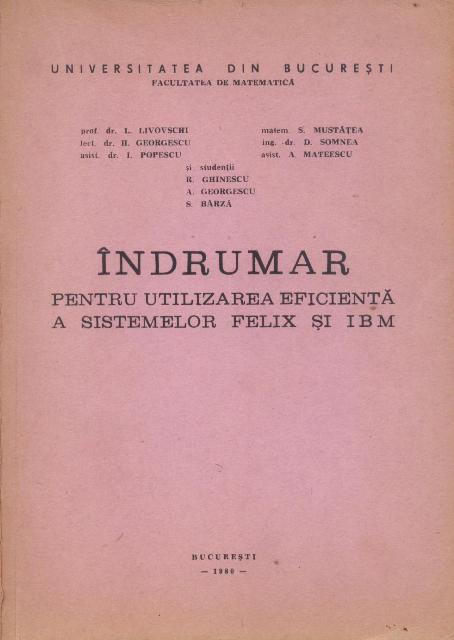 UNIVERSITATEA DIN BUCUREȘTI
FACULTATEA DE MATEMATICĂ
prof. dr. L. LIVOVSCHI
lect. dr. H. GEORGESCU
asist. dr. I. POPESCU
matem. S. MUSTĂȚEA
ing. dr. D. SOMNEA
asist. A. MATEESCU
și studenții
R. GHINESCU
A. GEORGESCU
S. BÂRZĂ
ÎNDRUMAR
PENTRU UTILIZAREA EFICIENTĂ
A SISTEMELOR FELIX ȘI IBM
BUCUREȘTI
— 1980 —